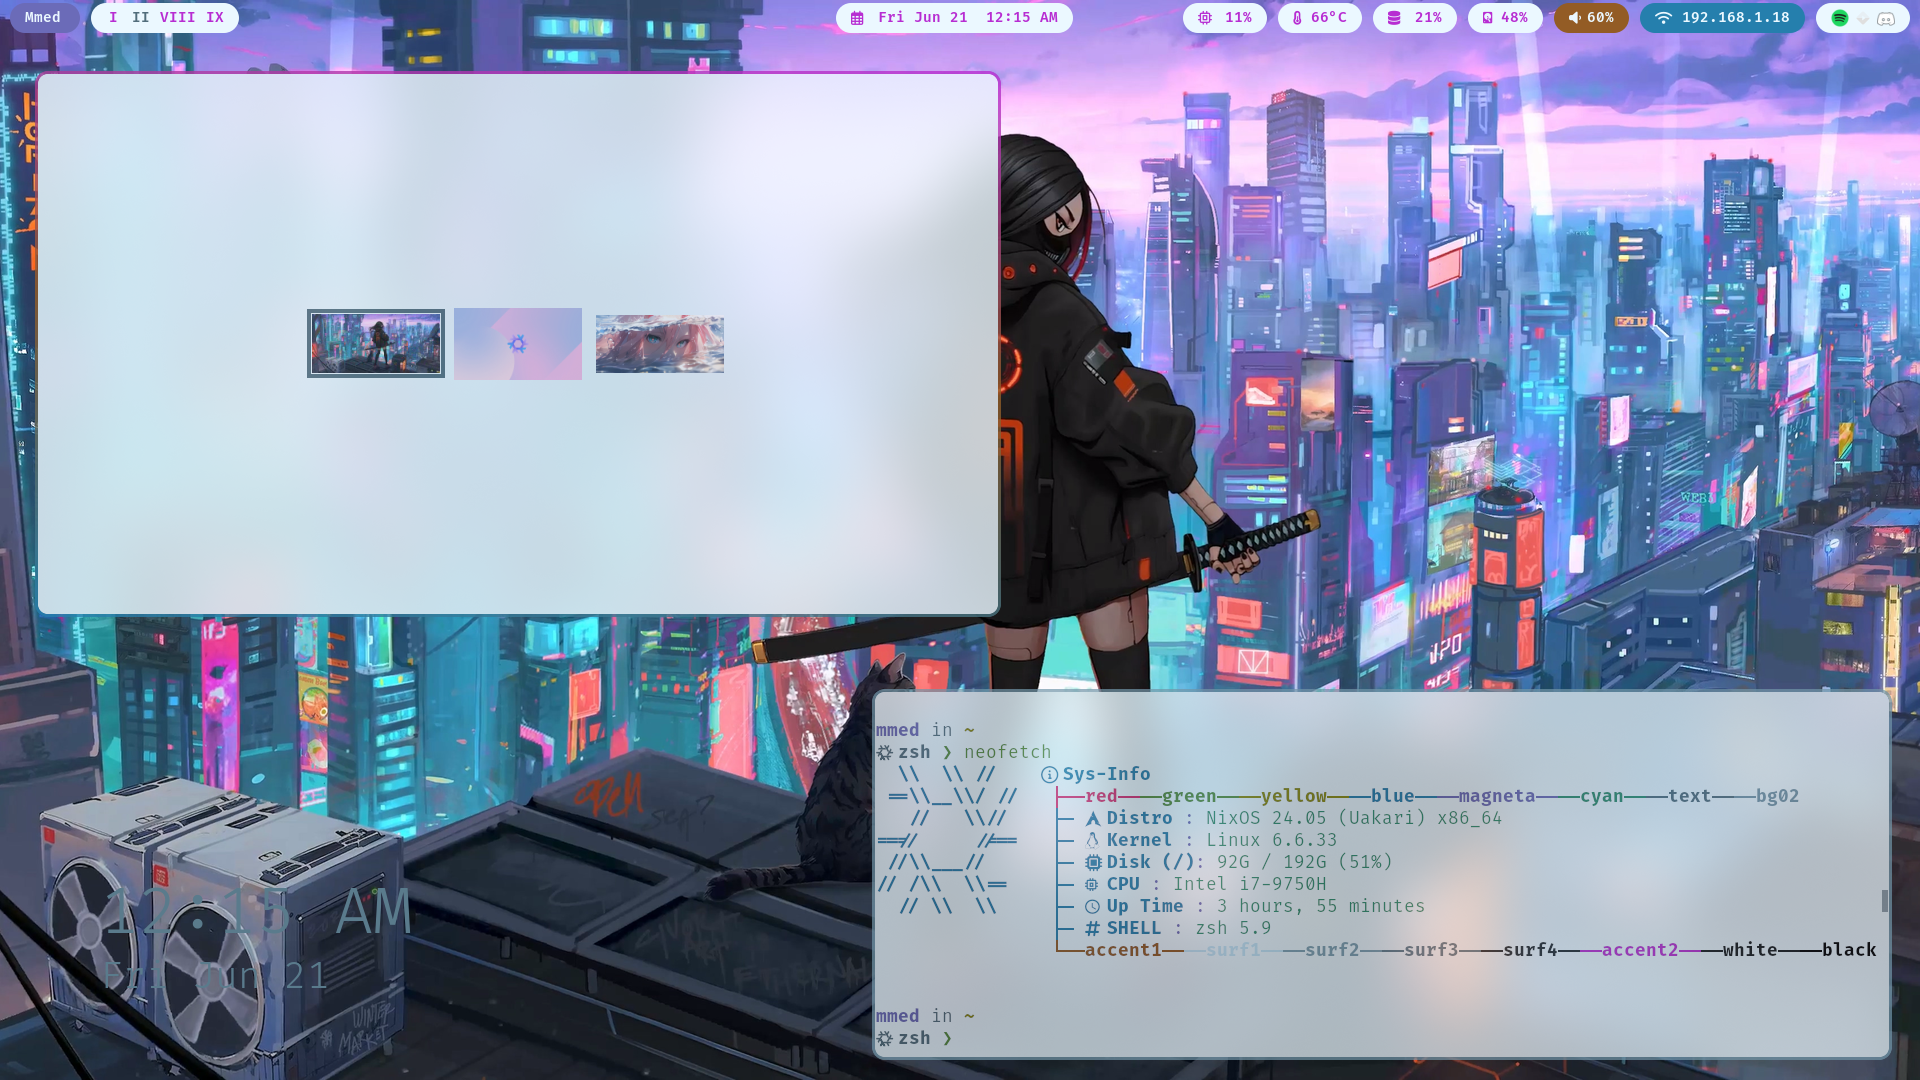 Mmed
I II VIII IX
Fri Jun 21 12:15 AM
11%
66°C
21%
48%
60%
192.168.1.18
WEB3
mmed in ~
zsh ❯ neofetch
Sys-Info
red green yellow blue magneta cyan text bg02
Distro : NixOS 24.05 (Uakari) x86_64
Kernel : Linux 6.6.33
Disk (/): 92G / 192G (51%)
CPU : Intel i7-9750H
Up Time : 3 hours, 55 minutes
SHELL : zsh 5.9
accent1 surf1 surf2 surf3 surf4 accent2 white black
mmed in ~
zsh ❯
12:15 AM
Fri Jun 21
WINTER
MARKET